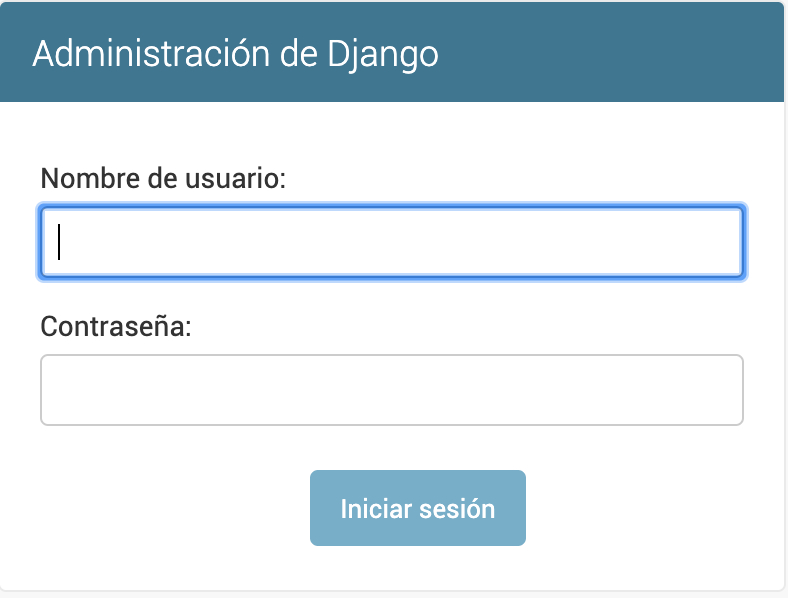 Administración de Django
Nombre de usuario:
Contraseña:
Iniciar sesión